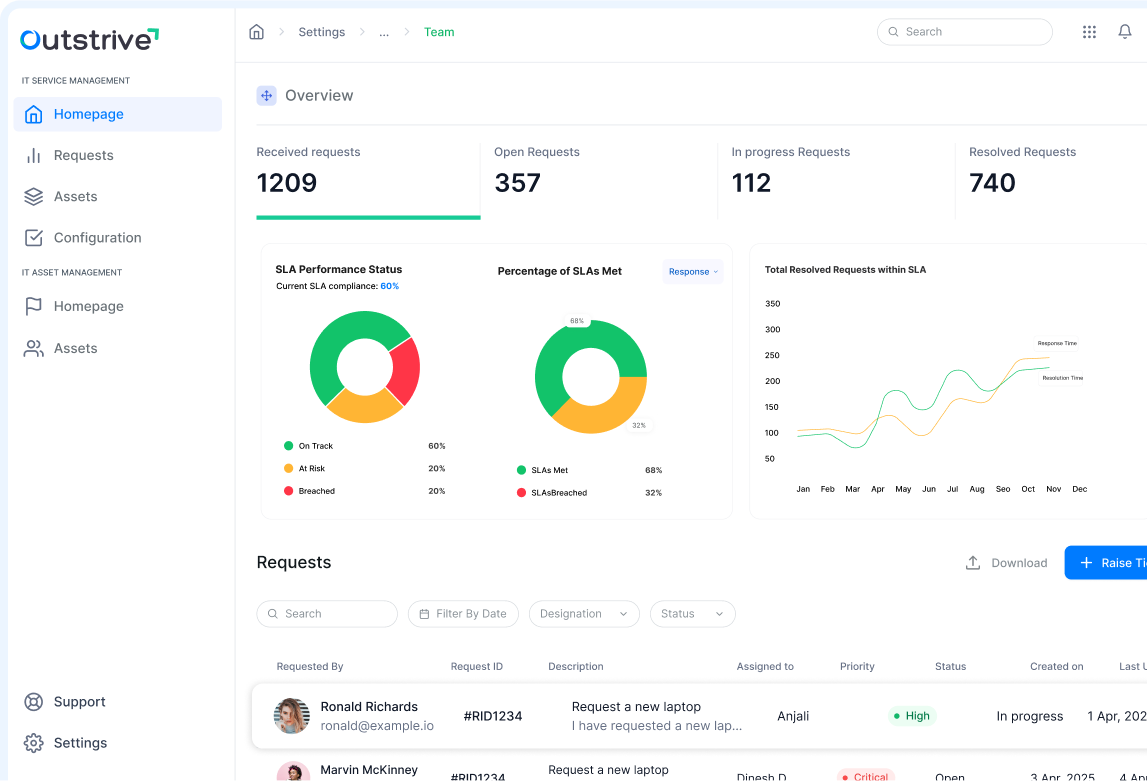 Outstrive
Settings
...
Team
Search
IT SERVICE MANAGEMENT
Homepage
Requests
Assets
Configuration
IT ASSET MANAGEMENT
Homepage
Assets
Support
Settings
Overview
Received requests
1209
Open Requests
357
In progress Requests
112
Resolved Requests
740
SLA Performance Status
Current SLA compliance: 60%
On Track 60%
At Risk 20%
Breached 20%
Percentage of SLAs Met
Response
68%
32%
SLAs Met 68%
SLAsBreached 32%
Total Resolved Requests within SLA
350
300
250
200
150
100
50
Response Time
Resolution Time
Jan Feb Mar Apr May Jun Jul Aug Seo Oct Nov Dec
Requests
Download
Raise Ti
Search
Filter By Date
Designation
Status
Requested By Request ID Description Assigned to Priority Status Created on Last U
Ronald Richards
ronald@example.io
#RID1234
Request a new laptop
I have requested a new lap...
Anjali
High
In progress
1 Apr, 202
Marvin McKinney
#RID1234
Request a new laptop
Dinesh D
Critical
Open
3 Apr, 2025
4 Ap